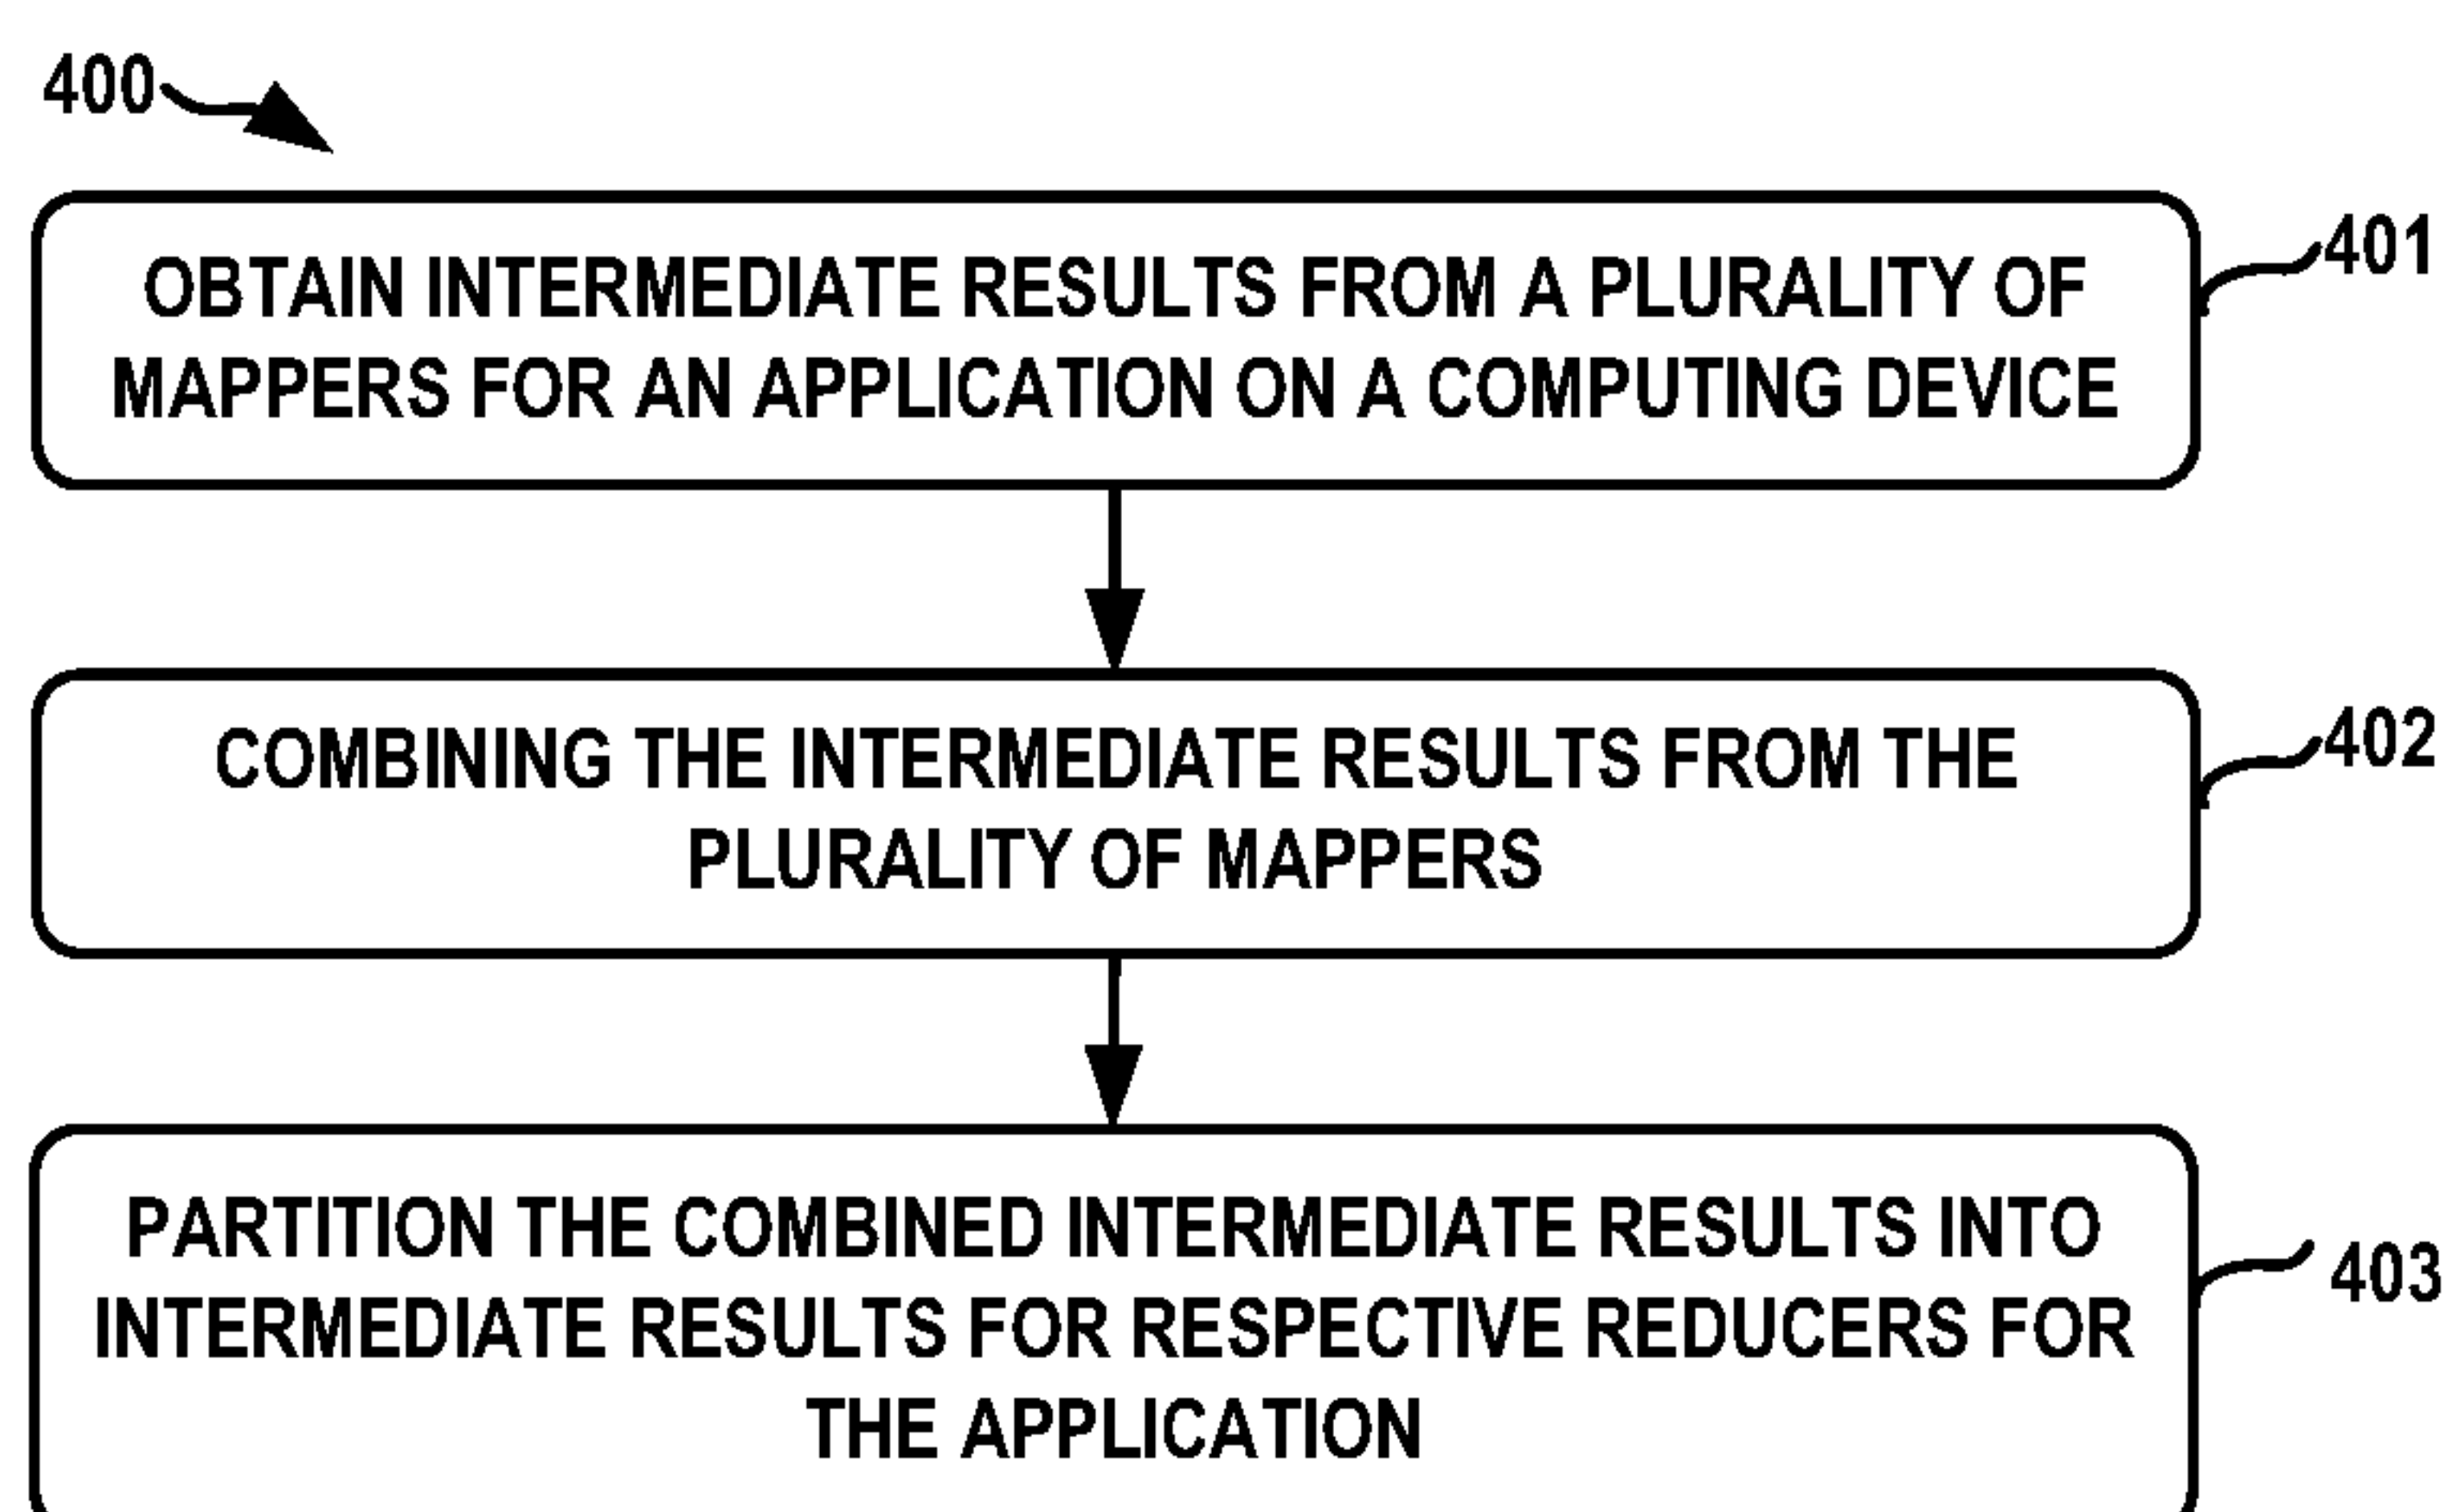 400
OBTAIN INTERMEDIATE RESULTS FROM A PLURALITY OF
MAPPERS FOR AN APPLICATION ON A COMPUTING DEVICE
401
COMBINING THE INTERMEDIATE RESULTS FROM THE
PLURALITY OF MAPPERS
402
PARTITION THE COMBINED INTERMEDIATE RESULTS INTO
INTERMEDIATE RESULTS FOR RESPECTIVE REDUCERS FOR
THE APPLICATION
403